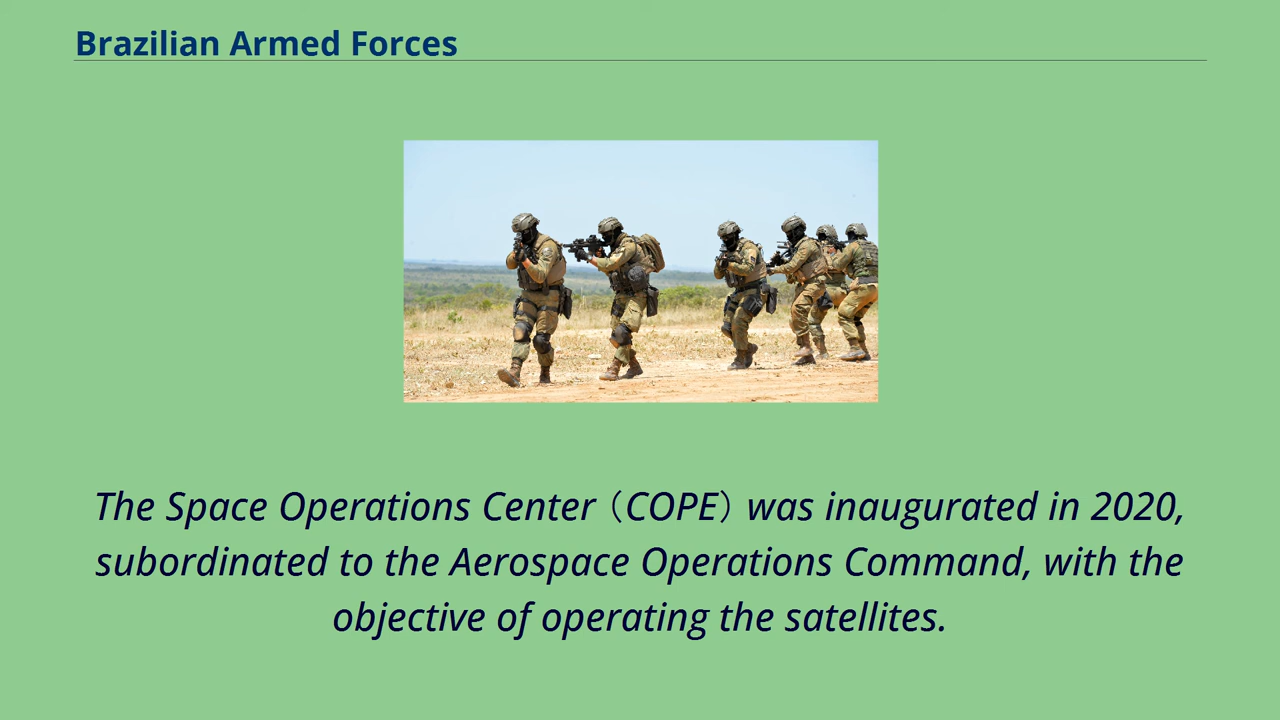 Brazilian Armed Forces
The Space Operations Center（COPE）was inaugurated in 2020,
subordinated to the Aerospace Operations Command, with the
objective of operating the satellites.